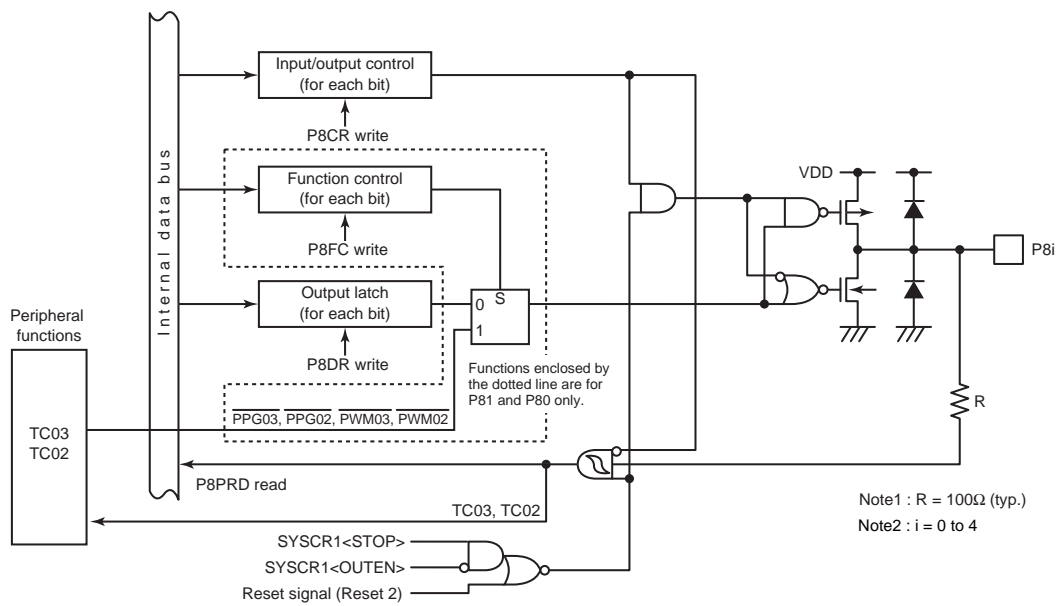 Input/output control
(for each bit)
P8CR write
Function control
(for each bit)
P8FC write
Internal data bus
Output latch
(for each bit)
P8DR write
0
S
1
Functions enclosed by
the dotted line are for
P81 and P80 only.
Peripheral
functions
TC03
TC02
PPG03, PPG02, PWM03, PWM02
P8PRD read
TC03, TC02
SYSCR1<STOP>
SYSCR1<OUTEN>
Reset signal (Reset 2)
VDD
P8i
R
Note1 : R = 100Ω (typ.)
Note2 : i = 0 to 4